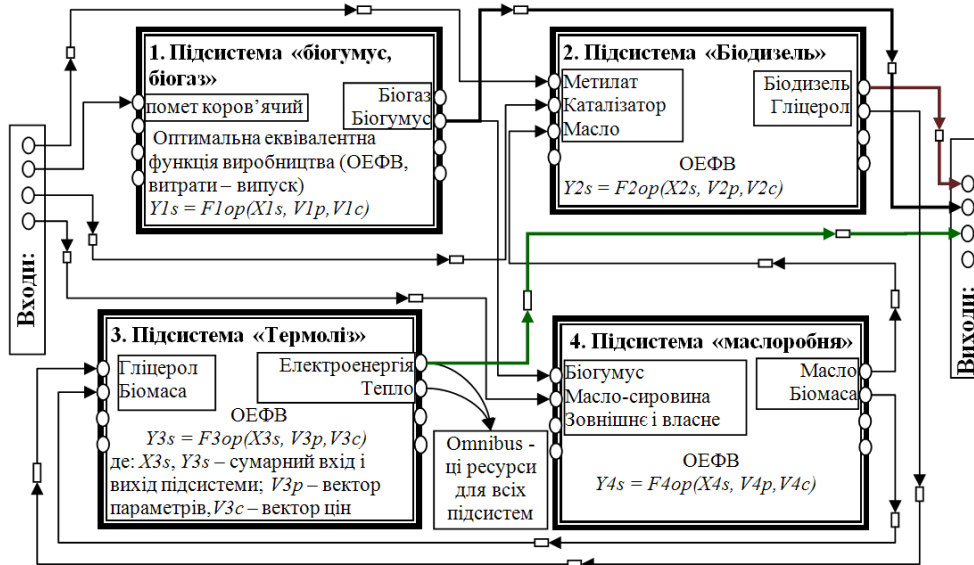 Входи:
1. Підсистема «біогумус,
біогаз»
помет коров’ячий
Біогаз
Біогумус
Оптимальна еквівалентна
функція виробництва (ОЕФВ,
витрати – випуск)
Y1s = F1op(X1s, V1p,V1c)
2. Підсистема «Біодизель»
Метилат
Каталізатор
Масло
Біодизель
Гліцерол
ОЕФВ
Y2s = F2op(X2s, V2p,V2c)
3. Підсистема «Термоліз»
Гліцерол
Біомаса
Електроенергія
Тепло
ОЕФВ
Y3s = F3op(X3s, V3p,V3c)
де: X3s, Y3s – сумарний вхід і
вихід підсистеми; V3p – вектор
параметрів,V3c – вектор цін
Omnibus -
ці ресурси
для всіх
підсистем
4. Підсистема «маслоробня»
Біогумус
Масло-сировина
Зовнішнє і власне
Масло
Біомаса
ОЕФВ
Y4s = F4op(X4s, V4p,V4c)
Виходи: